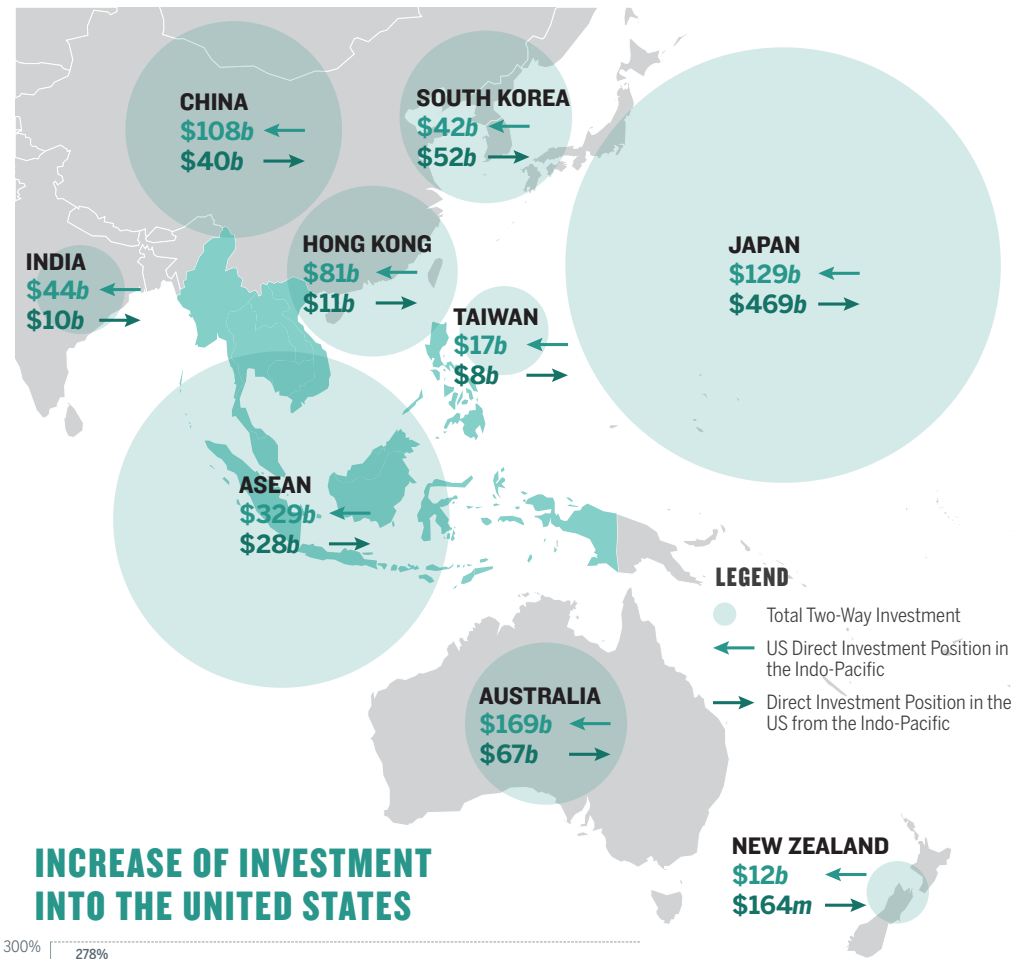 CHINA
$108b
$40b
SOUTH KOREA
$42b
$52b
JAPAN
$129b
$469b
INDIA
$44b
$10b
HONG KONG
$81b
$11b
TAIWAN
$17b
$8b
ASEAN
$329b
$28b
LEGEND
Total Two-Way Investment
US Direct Investment Position in
the Indo-Pacific
Direct Investment Position in the
US from the Indo-Pacific
AUSTRALIA
$169b
$67b
NEW ZEALAND
$12b
$164m
INCREASE OF INVESTMENT
INTO THE UNITED STATES
300%
278%